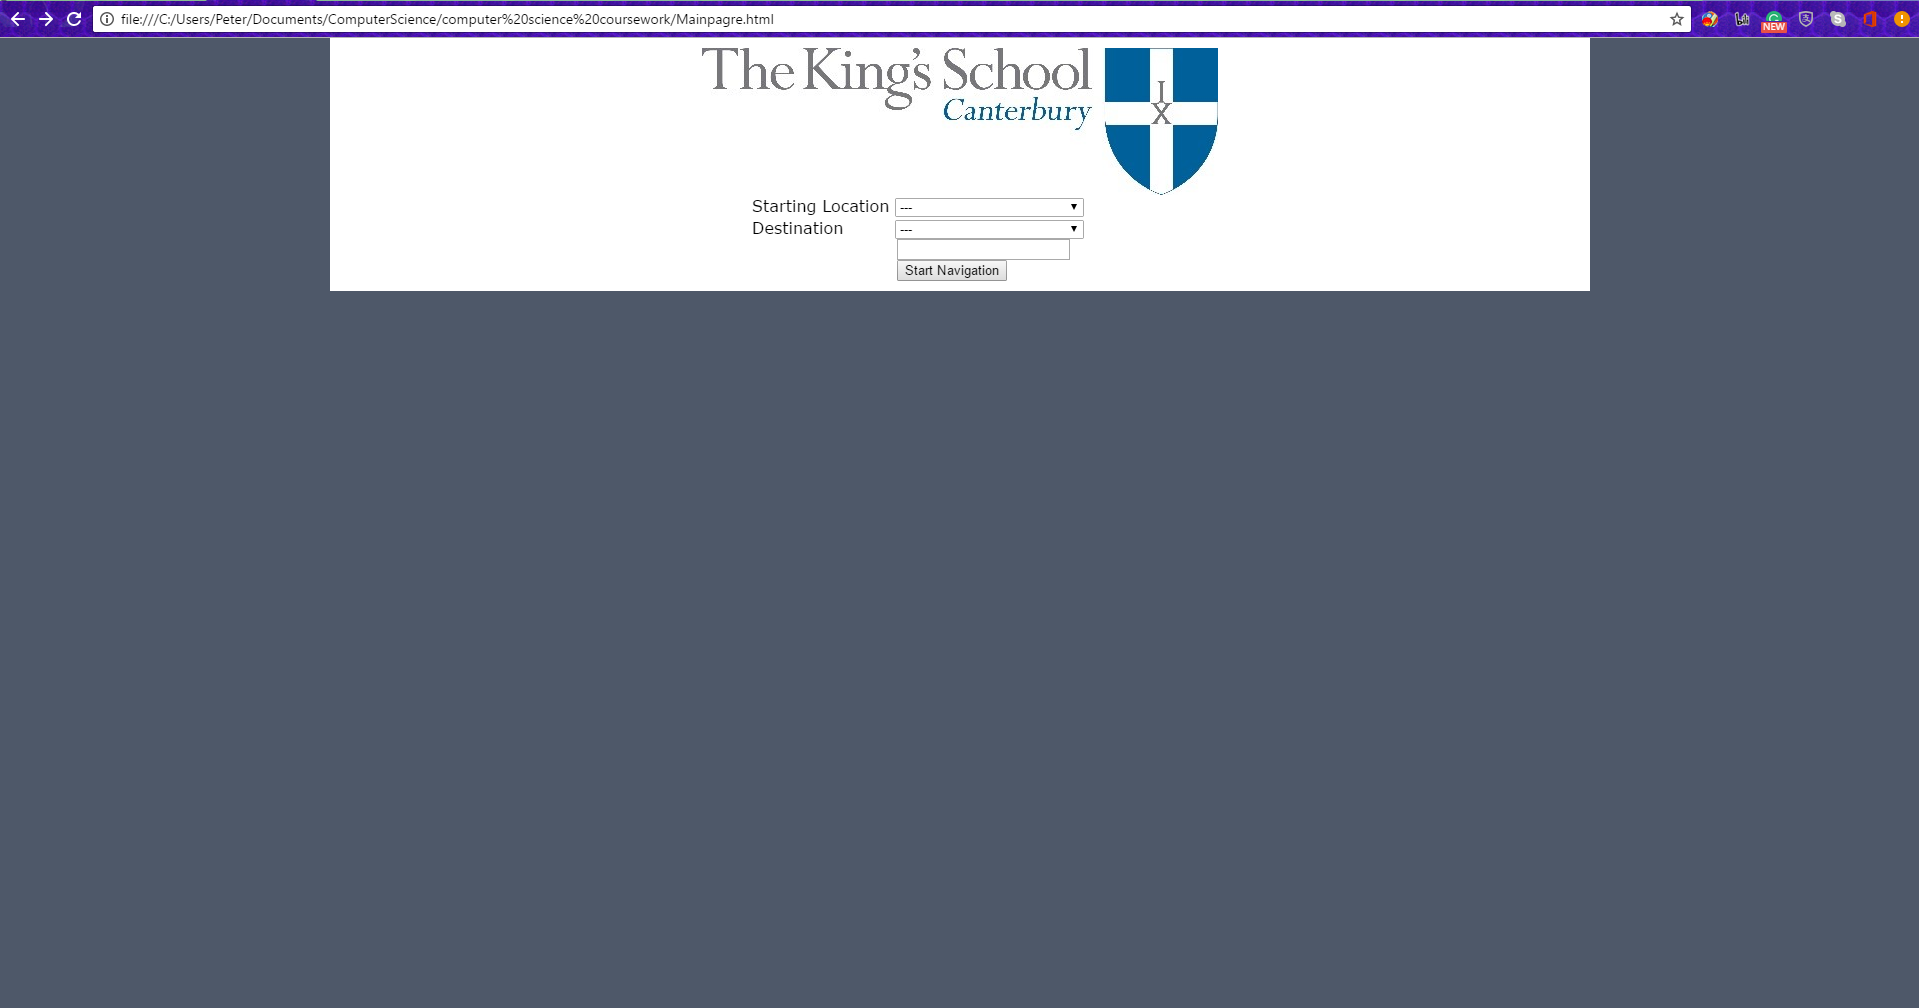 file:///C:/Users/Peter/Documents/ComputerScience/computer%20science%20coursework/Mainpagre.html
NEW
The King's School
Canterbury
I
X
Starting Location ---
Destination ---
Start Navigation